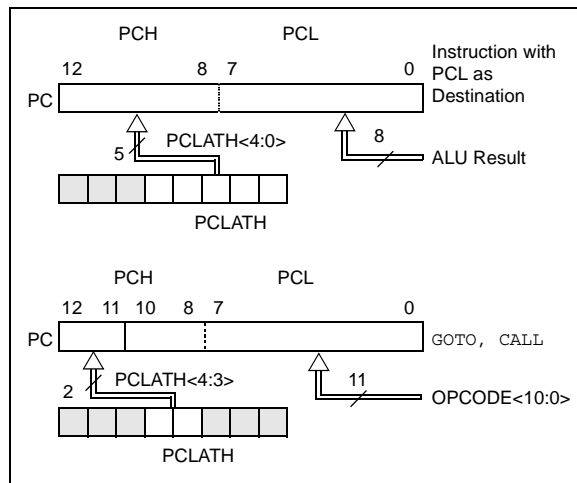 PCH PCL
12 8 7 0
Instruction with
PCL as
Destination
PC
5 PCLATH<4:0>
8
ALU Result
PCLATH
PCH PCL
12 11 10 8 7 0
PC
GOTO, CALL
2 PCLATH<4:3>
11
OPCODE<10:0>
PCLATH